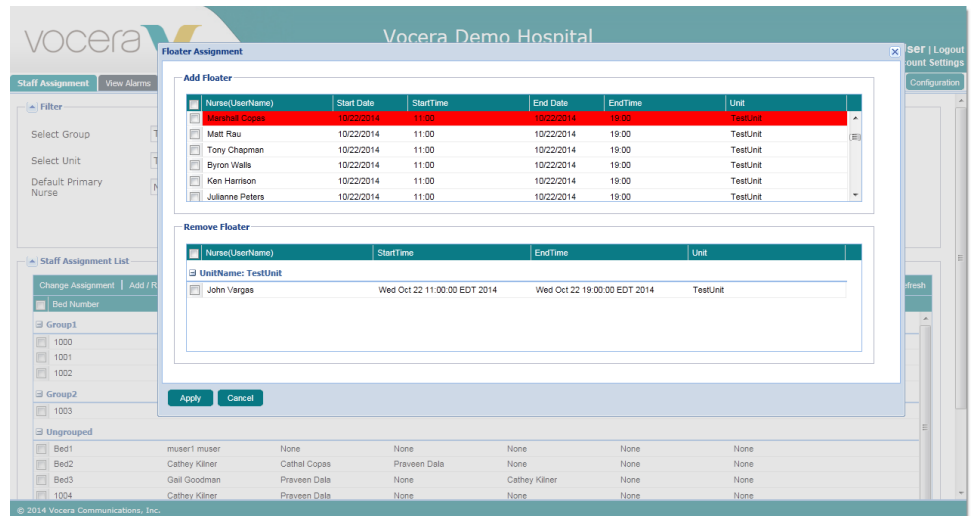 vocera
Vocera Demo Hospital
ser | Logout
ount Settings
Staff Assignment View Alarms Configuration
Filter
Select Group T
Select Unit T
Default Primary Nurse N
Floater Assignment
Add Floater
Nurse(UserName) Start Date StartTime End Date EndTime Unit
Marshall Copas 10/22/2014 11:00 10/22/2014 19:00 TestUnit
Matt Rau 10/22/2014 11:00 10/22/2014 19:00 TestUnit
Tony Chapman 10/22/2014 11:00 10/22/2014 19:00 TestUnit
Byron Walls 10/22/2014 11:00 10/22/2014 19:00 TestUnit
Ken Harrison 10/22/2014 11:00 10/22/2014 19:00 TestUnit
Julianne Peters 10/22/2014 11:00 10/22/2014 19:00 TestUnit
Remove Floater
Nurse(UserName) StartTime EndTime Unit
UnitName: TestUnit
John Vargas Wed Oct 22 11:00:00 EDT 2014 Wed Oct 22 19:00:00 EDT 2014 TestUnit
Apply Cancel
Staff Assignment List
Change Assignment | Add / R efresh
Bed Number
Group1
1000
1001
1002
Group2
1003
Ungrouped
Bed1 muser1 muser None None None None None
Bed2 Cathey Kilner Cathal Copas Praveen Dala None None None
Bed3 Gail Goodman Praveen Dala None Cathey Kilner None None
1004 Cathey Kilner Praveen Dala None None None None
© 2014 Vocera Communications, Inc.